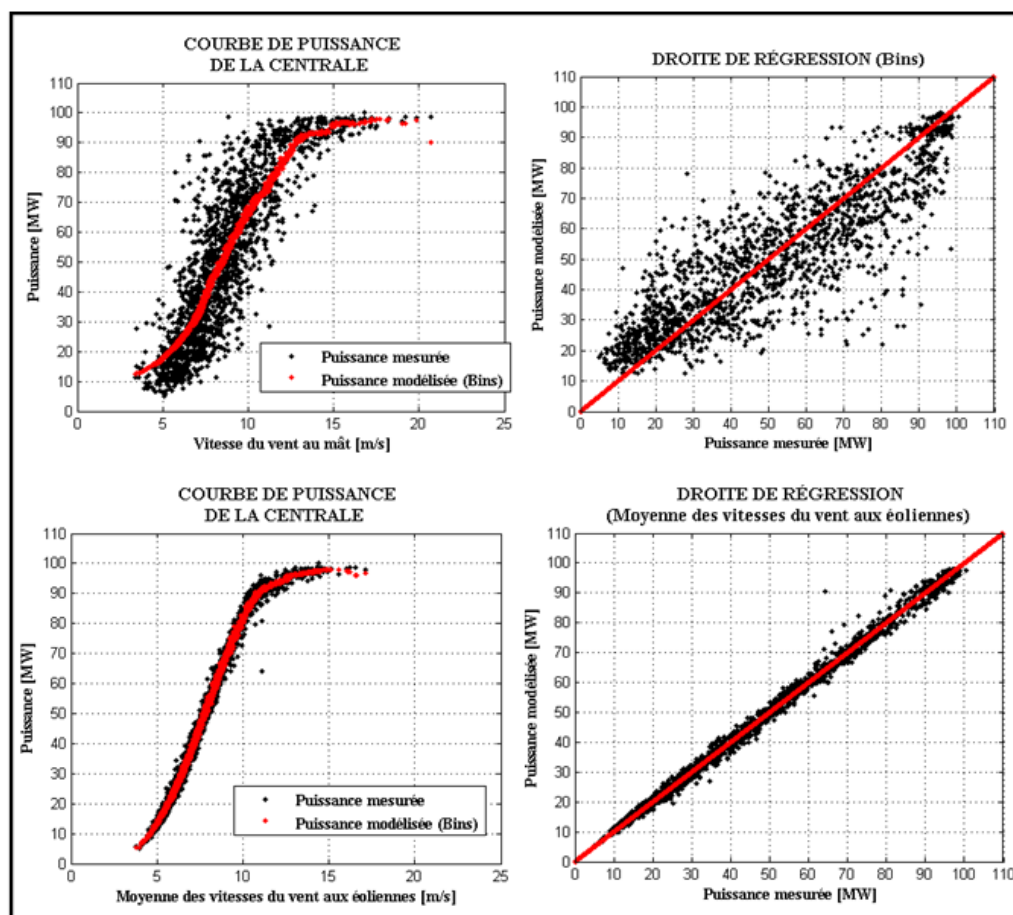 COURBE DE PUISSANCE
DE LA CENTRALE
110
100
90
80
70
60
50
40
30
20
10
0
Puissance [MW]
Puissance mesurée
Puissance modélisée (Bins)
0 5 10 15 20 25
Vitesse du vent au mât [m/s]
DROITE DE RÉGRESSION (Bins)
110
100
90
80
70
60
50
40
30
20
10
0
Puissance modélisée [MW]
0 10 20 30 40 50 60 70 80 90 100 110
Puissance mesurée [MW]
COURBE DE PUISSANCE
DE LA CENTRALE
110
100
90
80
70
60
50
40
30
20
10
0
Puissance [MW]
Puissance mesurée
Puissance modélisée (Bins)
0 5 10 15 20 25
Moyenne des vitesses du vent aux éoliennes [m/s]
DROITE DE RÉGRESSION
(Moyenne des vitesses du vent aux éoliennes)
110
100
90
80
70
60
50
40
30
20
10
0
Puissance modélisée [MW]
0 10 20 30 40 50 60 70 80 90 100 110
Puissance mesurée [MW]